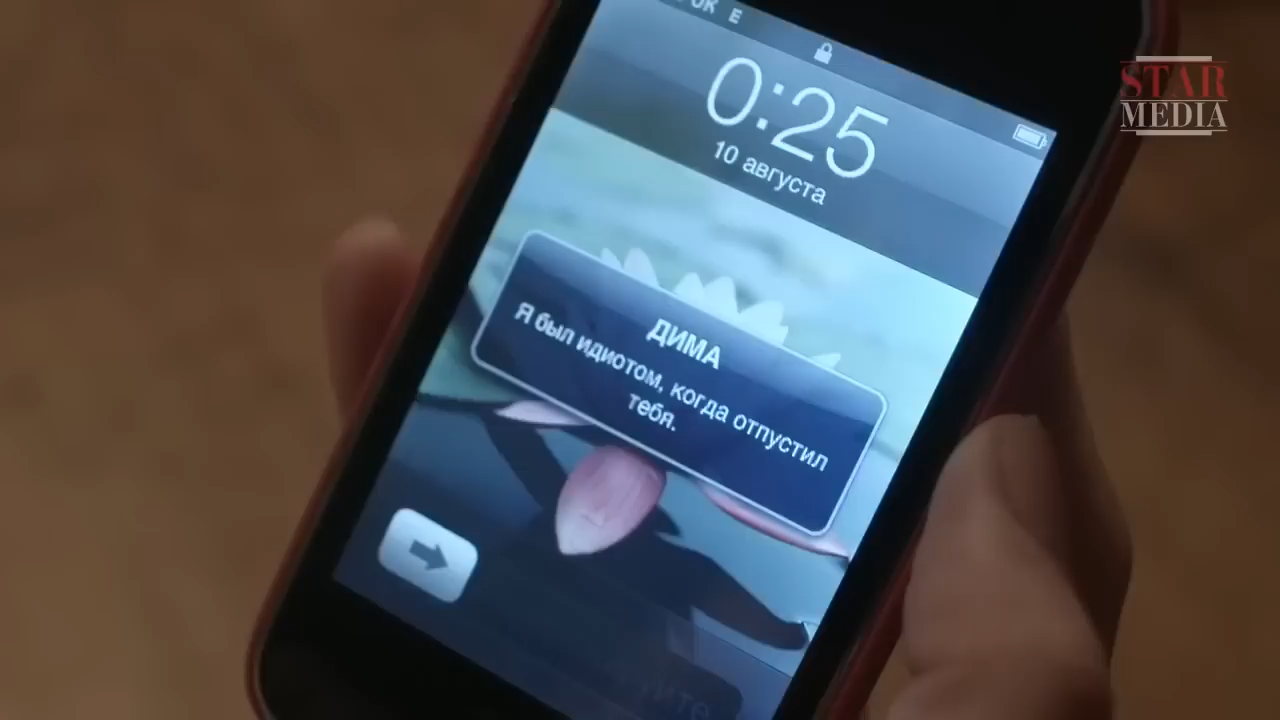 STAR
MEDIA
0:25
10 августа
ДИМА
Я был идиотом, когда отпустил
тебя.